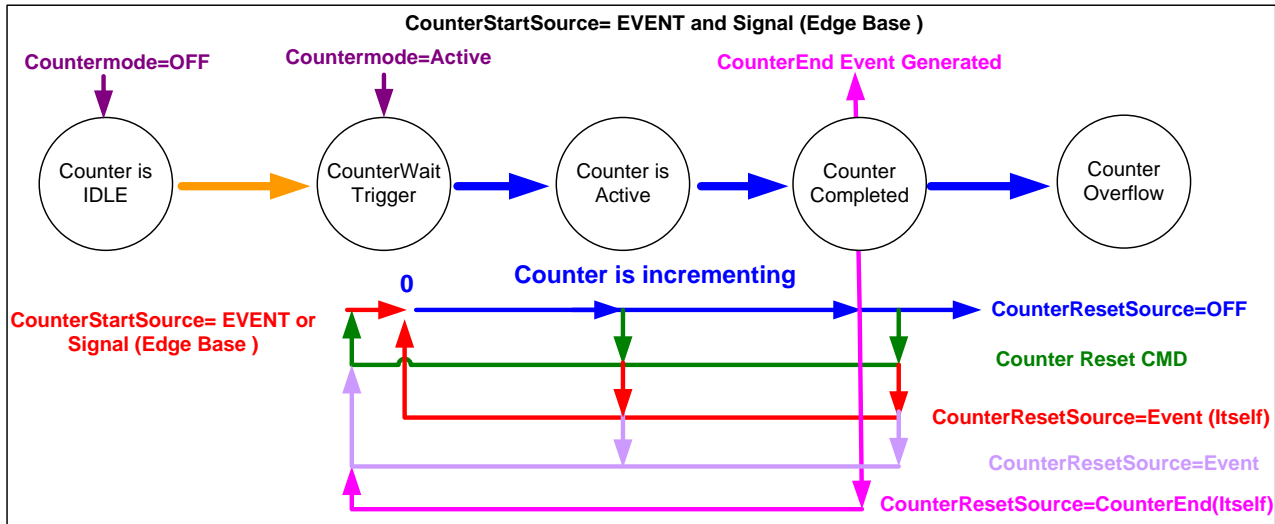 CounterStartSource= EVENT and Signal (Edge Base )
Countermode=OFF
Countermode=Active
CounterEnd Event Generated
Counter is
IDLE
CounterWait
Trigger
Counter is
Active
Counter
Completed
Counter
Overflow
0
Counter is incrementing
CounterStartSource= EVENT or
Signal (Edge Base )
CounterResetSource=OFF
Counter Reset CMD
CounterResetSource=Event (Itself)
CounterResetSource=Event
CounterResetSource=CounterEnd(Itself)